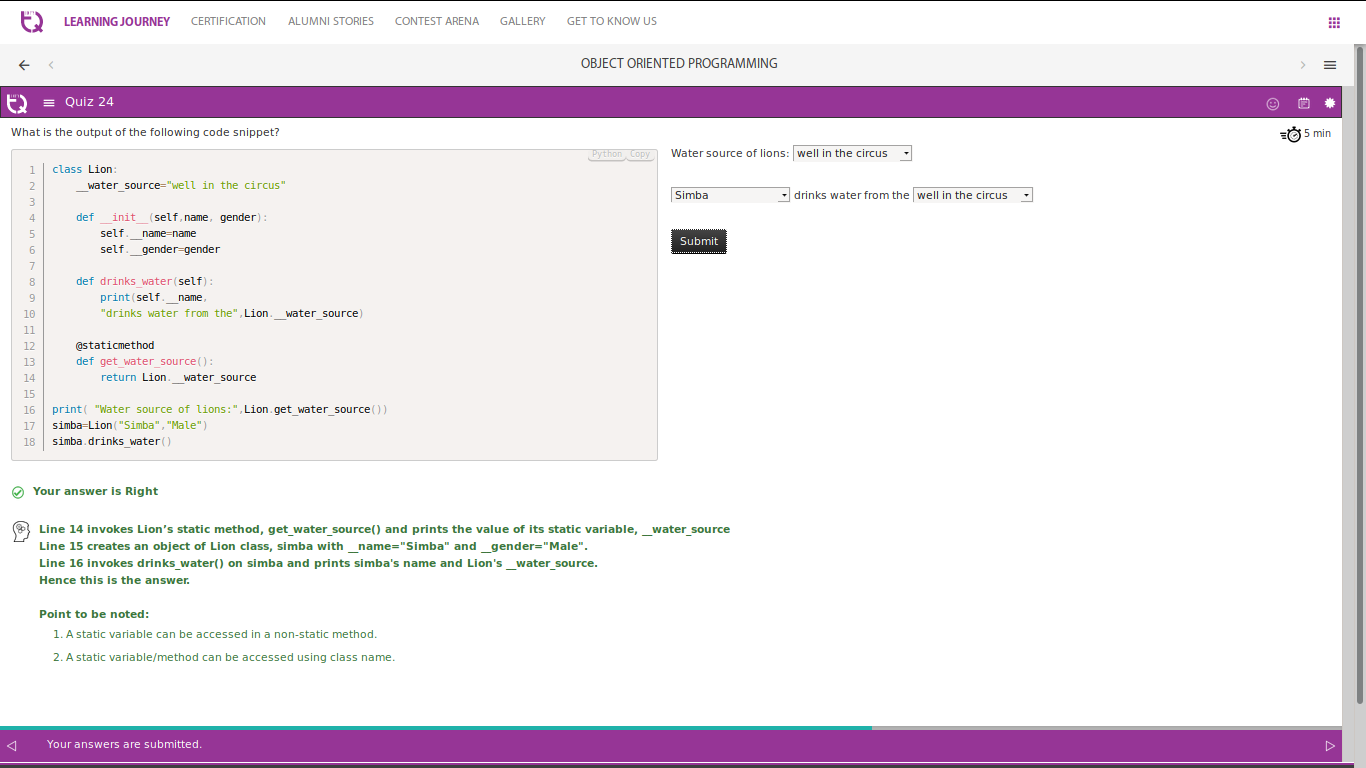 LEARNING JOURNEY CERTIFICATION ALUMNI STORIES CONTEST ARENA GALLERY GET TO KNOW US
OBJECT ORIENTED PROGRAMMING
Quiz 24
What is the output of the following code snippet?
5 min
Python Copy
1 class Lion:
2 __water_source="well in the circus"
3
4 def __init__(self,name, gender):
5 self.__name=name
6 self.__gender=gender
7
8 def drinks_water(self):
9 print(self.__name,
10 "drinks water from the",Lion.__water_source)
11
12 @staticmethod
13 def get_water_source():
14 return Lion.__water_source
15
16 print( "Water source of lions:",Lion.get_water_source())
17 simba=Lion("Simba","Male")
18 simba.drinks_water()
Water source of lions: well in the circus
Simba drinks water from the well in the circus
Submit
Your answer is Right
Line 14 invokes Lion’s static method, get_water_source() and prints the value of its static variable, __water_source
Line 15 creates an object of Lion class, simba with __name="Simba" and __gender="Male".
Line 16 invokes drinks_water() on simba and prints simba's name and Lion's __water_source.
Hence this is the answer.
Point to be noted:
1. A static variable can be accessed in a non-static method.
2. A static variable/method can be accessed using class name.
Your answers are submitted.